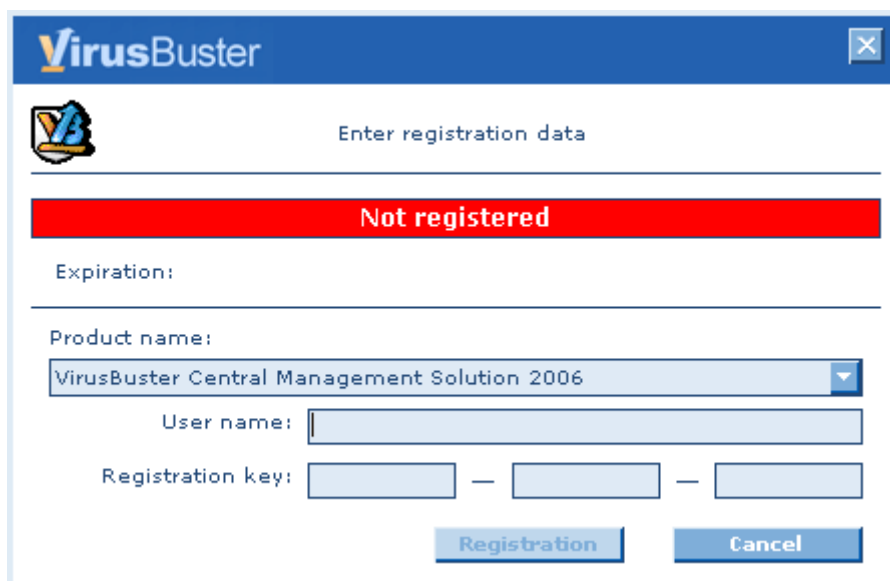 VirusBuster
Enter registration data
Not registered
Expiration:
Product name:
VirusBuster Central Management Solution 2006
User name:
Registration key: — —
Registration Cancel